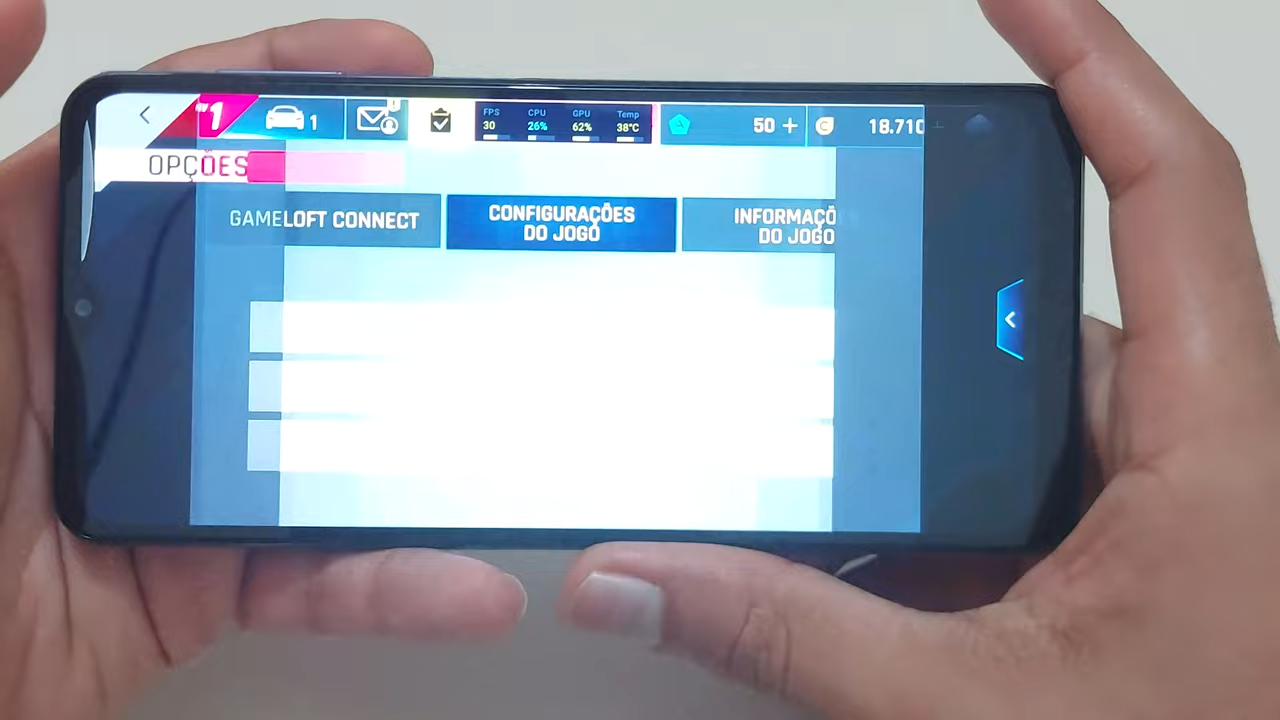 1
1
FPS CPU GPU Temp
30 26% 62% 38°C
50 +
18.710 +
OPÇÕES
GAMELOFT CONNECT
CONFIGURAÇÕES
DO JOGO
INFORMAÇÕ
DO JOGO